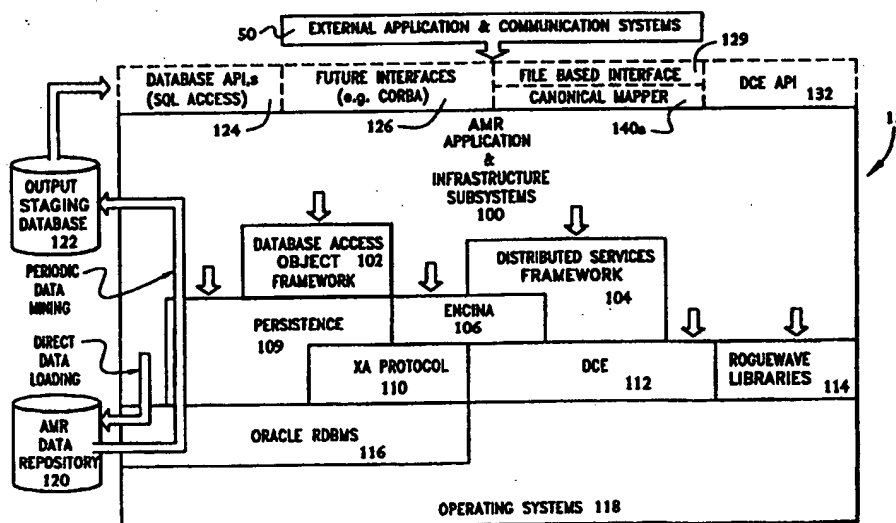 50
EXTERNAL APPLICATION & COMMUNICATION SYSTEMS
DATABASE API,s
(SQL ACCESS)
124
FUTURE INTERFACES
(e.g. CORBA)
126
FILE BASED INTERFACE
129
CANONICAL MAPPER
140a
DCE API
132
AMR
APPLICATION
&
INFRASTRUCTURE
SUBSYSTEMS
100
OUTPUT
STAGING
DATABASE
122
DATABASE ACCESS
OBJECT 102
FRAMEWORK
DISTRIBUTED SERVICES
FRAMEWORK
104
PERIODIC
DATA
MINING
PERSISTENCE
109
ENCINA
106
DIRECT
DATA
LOADING
XA PROTOCOL
110
DCE
112
ROGUEWAVE
LIBRARIES
114
AMR
DATA
REPOSITORY
120
ORACLE RDBMS
116
OPERATING SYSTEMS 118